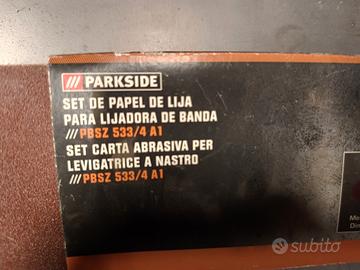 /// PARKSIDE
SET DE PAPEL DE LIJA
PARA LIJADORA DE BANDA
/// PBSZ 533/4 A1
SET CARTA ABRASIVA PER
LEVIGATRICE A NASTRO
/// PBSZ 533/4 A1
subito